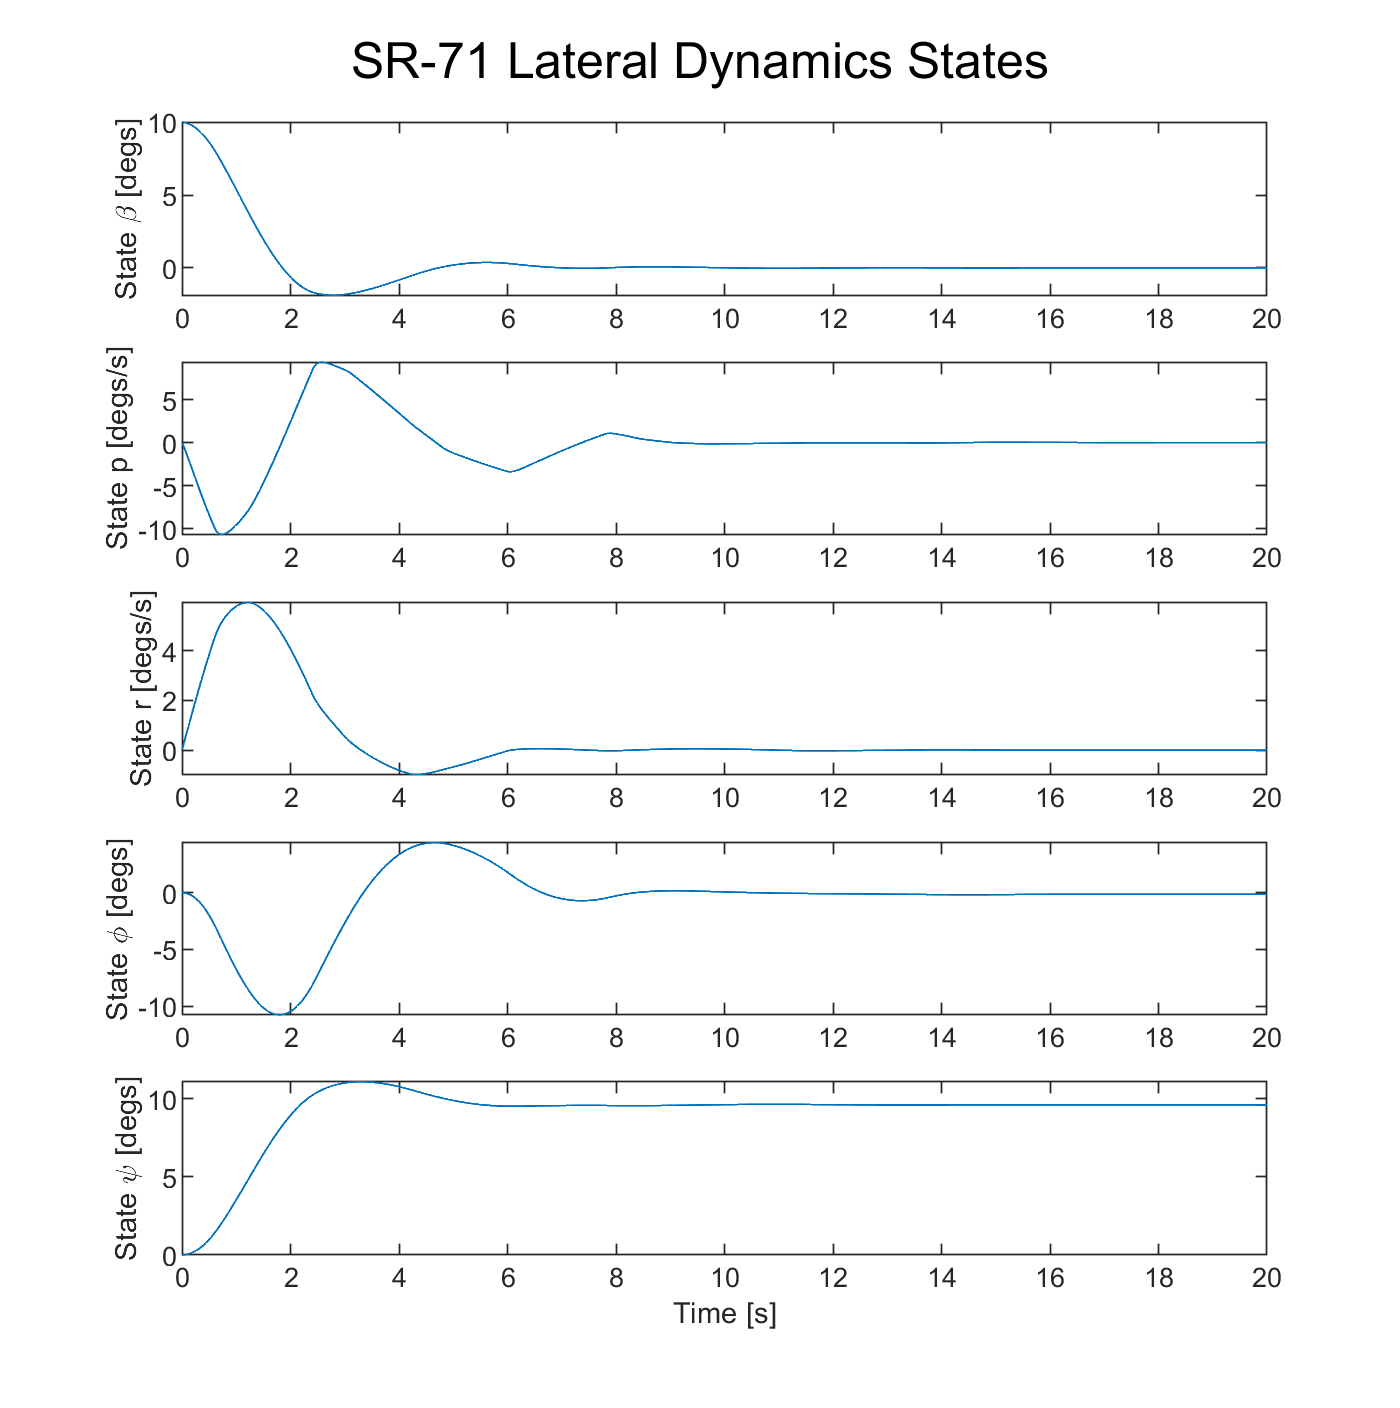 SR-71 Lateral Dynamics States
State β [degs]
10
5
0
0 2 4 6 8 10 12 14 16 18 20
State p [degs/s]
5
0
-5
-10
0 2 4 6 8 10 12 14 16 18 20
State r [degs/s]
4
2
0
0 2 4 6 8 10 12 14 16 18 20
State ϕ [degs]
0
-5
-10
0 2 4 6 8 10 12 14 16 18 20
State ψ [degs]
10
5
0
0 2 4 6 8 10 12 14 16 18 20
Time [s]